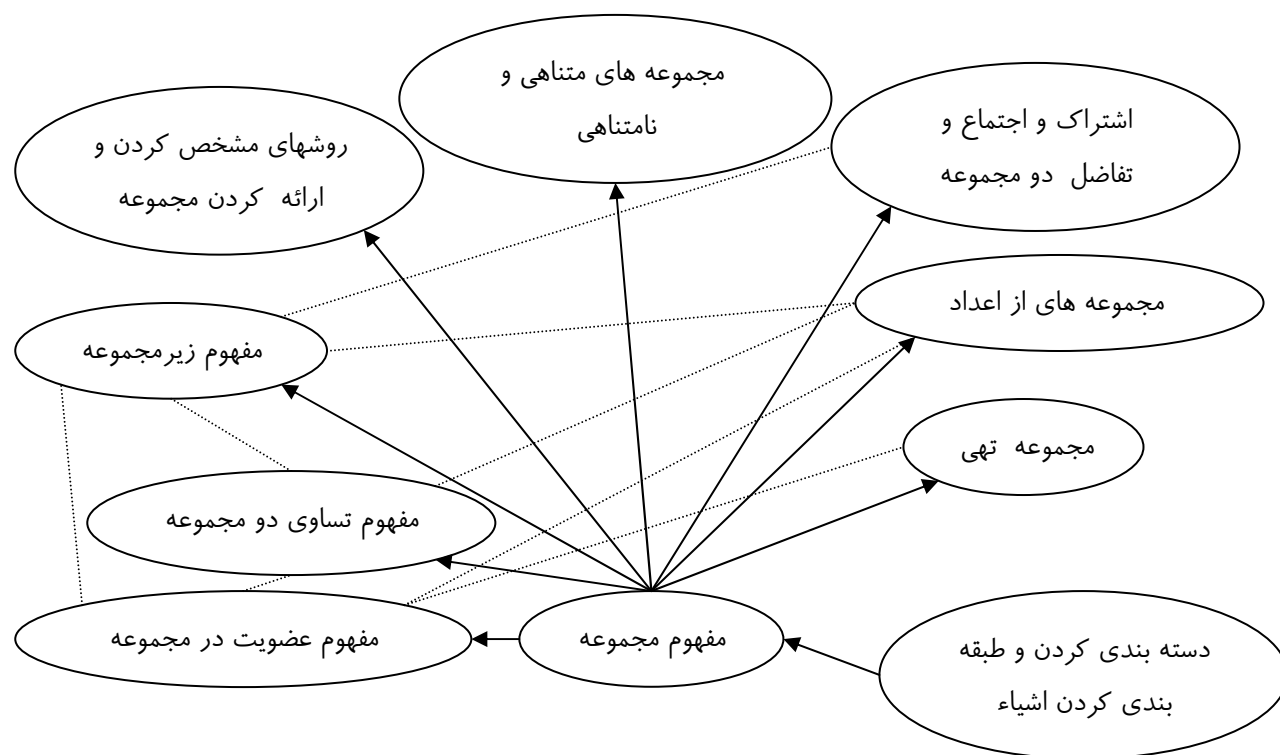 مجموعه های متناهی و
نامتناهی
اشتراک و اجتماع و
تفاضل دو مجموعه
روشهای مشخص کردن و
ارائه کردن مجموعه
مجموعه های از اعداد
مفهوم زیرمجموعه
مجموعه تهی
مفهوم تساوی دو مجموعه
دسته بندی کردن و طبقه
بندی کردن اشیاء
مفهوم مجموعه
مفهوم عضویت در مجموعه